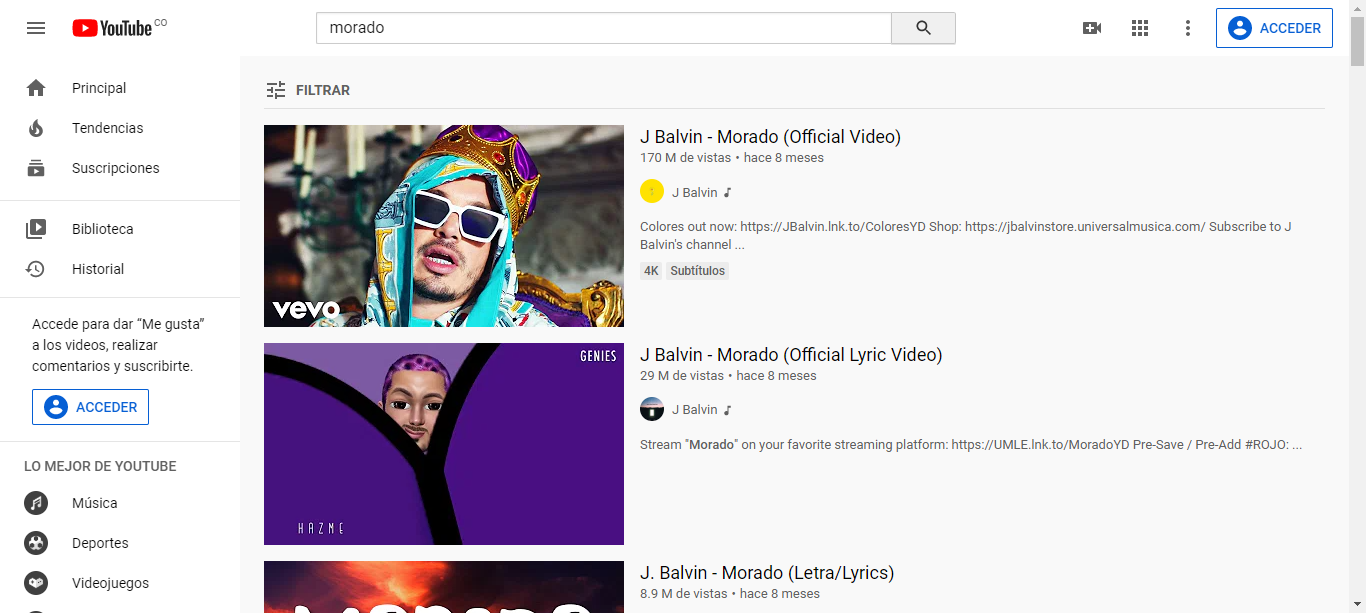 YouTube CO
morado
ACCEDER
Principal
Tendencias
Suscripciones
Biblioteca
Historial
Accede para dar “Me gusta”
a los videos, realizar
comentarios y suscribirte.
ACCEDER
LO MEJOR DE YOUTUBE
Música
Deportes
Videojuegos
FILTRAR
vevo
J Balvin - Morado (Official Video)
170 M de vistas • hace 8 meses
J Balvin
Colores out now: https://JBalvin.lnk.to/ColoresYD Shop: https://jbalvinstore.universalmusica.com/ Subscribe to J
Balvin's channel ...
4K Subtítulos
GENIES
HAZME
J Balvin - Morado (Official Lyric Video)
29 M de vistas • hace 8 meses
J Balvin
Stream "Morado" on your favorite streaming platform: https://UMLE.lnk.to/MoradoYD Pre-Save / Pre-Add #ROJO: ...
MORADO
J. Balvin - Morado (Letra/Lyrics)
8.9 M de vistas • hace 8 meses